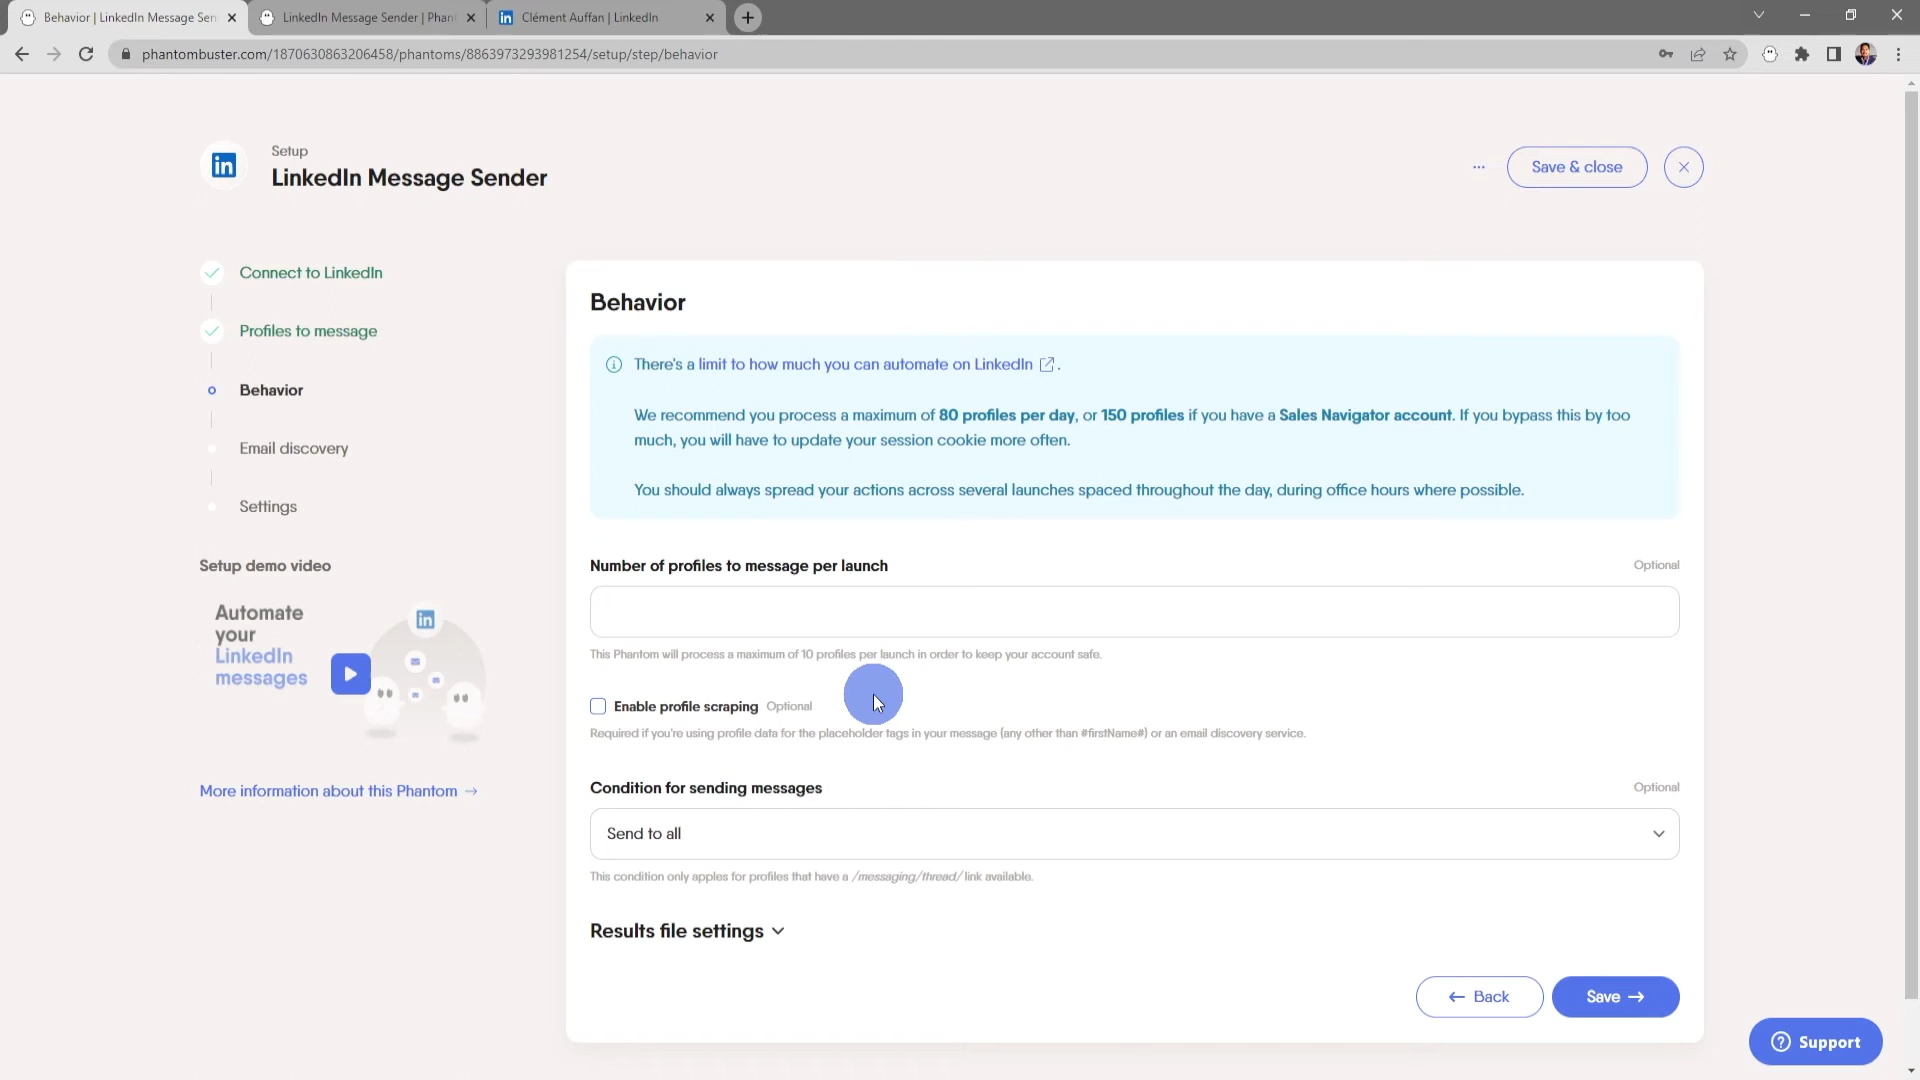 Behavior | LinkedIn Message Sen
LinkedIn Message Sender | Phant
Clément Auffan | LinkedIn
phantombuster.com/1870630863206458/phantoms/8863973293981254/setup/step/behavior
Setup
LinkedIn Message Sender
Save & close
Connect to LinkedIn
Profiles to message
Behavior
Email discovery
Settings
Setup demo video
Automate
your
LinkedIn
messages
More information about this Phantom →
Behavior
There's a limit to how much you can automate on LinkedIn .
We recommend you process a maximum of 80 profiles per day, or 150 profiles if you have a Sales Navigator account. If you bypass this by too
much, you will have to update your session cookie more often.
You should always spread your actions across several launches spaced throughout the day, during office hours where possible.
Number of profiles to message per launch
Optional
This Phantom will process a maximum of 10 profiles per launch in order to keep your account safe.
Enable profile scraping Optional
Required if you're using profile data for the placeholder tags in your message (any other than #firstName#) or an email discovery service.
Condition for sending messages
Optional
Send to all
This condition only apples for profiles that have a /messaging/thread/ link available.
Results file settings
← Back
Save →
Support